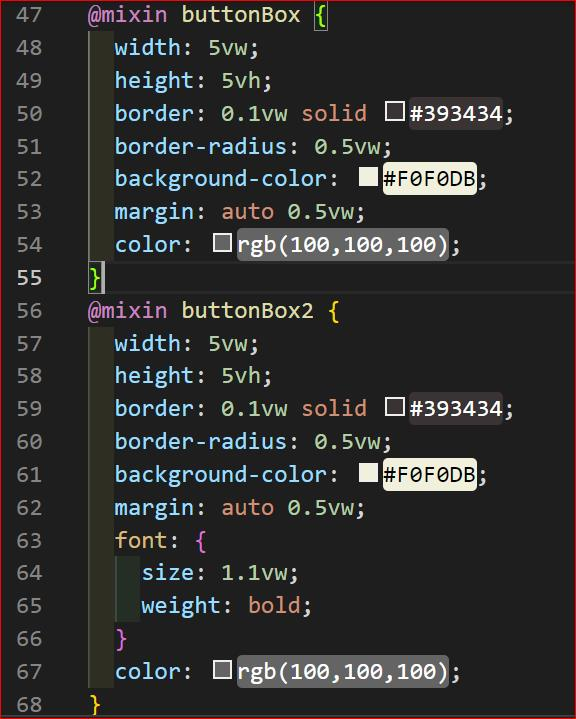 47 @mixin buttonBox {
48 width: 5vw;
49 height: 5vh;
50 border: 0.1vw solid #393434;
51 border-radius: 0.5vw;
52 background-color: #F0F0DB;
53 margin: auto 0.5vw;
54 color: rgb(100,100,100);
55 }
56 @mixin buttonBox2 {
57 width: 5vw;
58 height: 5vh;
59 border: 0.1vw solid #393434;
60 border-radius: 0.5vw;
61 background-color: #F0F0DB;
62 margin: auto 0.5vw;
63 font: {
64 size: 1.1vw;
65 weight: bold;
66 }
67 color: rgb(100,100,100);
68 }